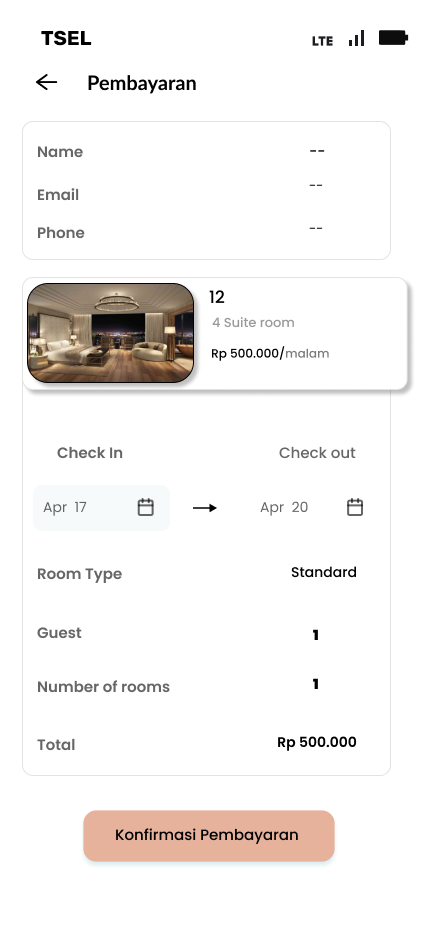 TSEL LTE
Pembayaran
Name --
Email --
Phone --
12
4 Suite room
Rp 500.000/malam
Check In Check out
Apr 17 Apr 20
Room Type Standard
Guest 1
Number of rooms 1
Total Rp 500.000
Konfirmasi Pembayaran